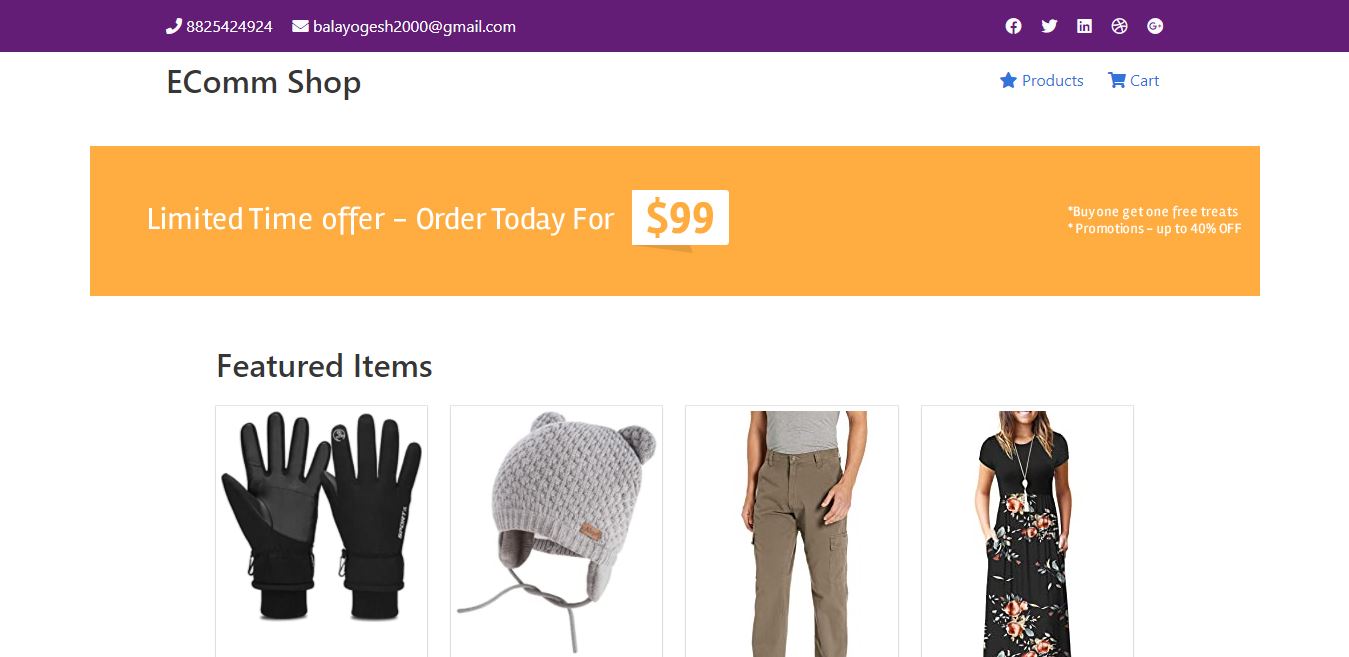 8825424924 balayogesh2000@gmail.com
EComm Shop
Products Cart
Limited Time offer – Order Today For $99
*Buy one get one free treats
* Promotions – up to 40% OFF
Featured Items
SPORTS